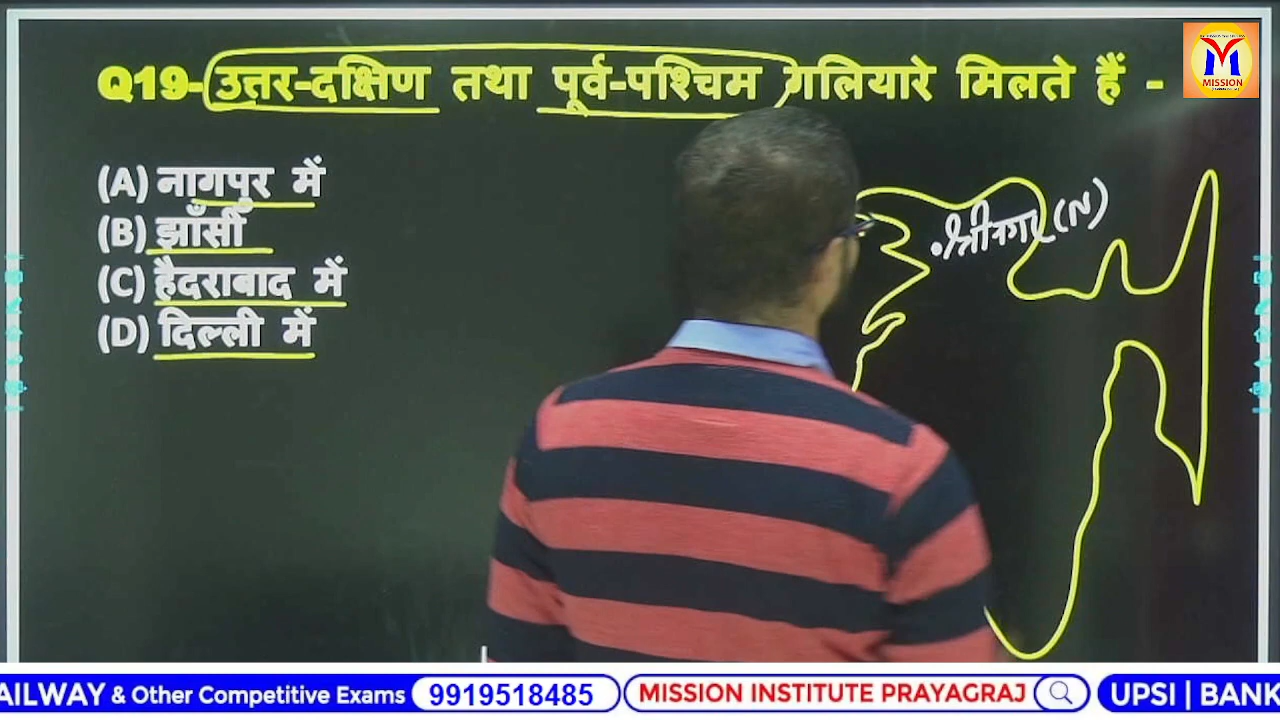 Q19-उत्तर-दक्षिण तथा पूर्व-पश्चिम गलियारे मिलते हैं -
(A) नागपुर में
(B) झाँसी
(C) हैदराबाद में
(D) दिल्ली में
श्रीनगर (N)
MISSION
AILWAY & Other Competitive Exams 9919518485 MISSION INSTITUTE PRAYAGRAJ UPSI | BANK